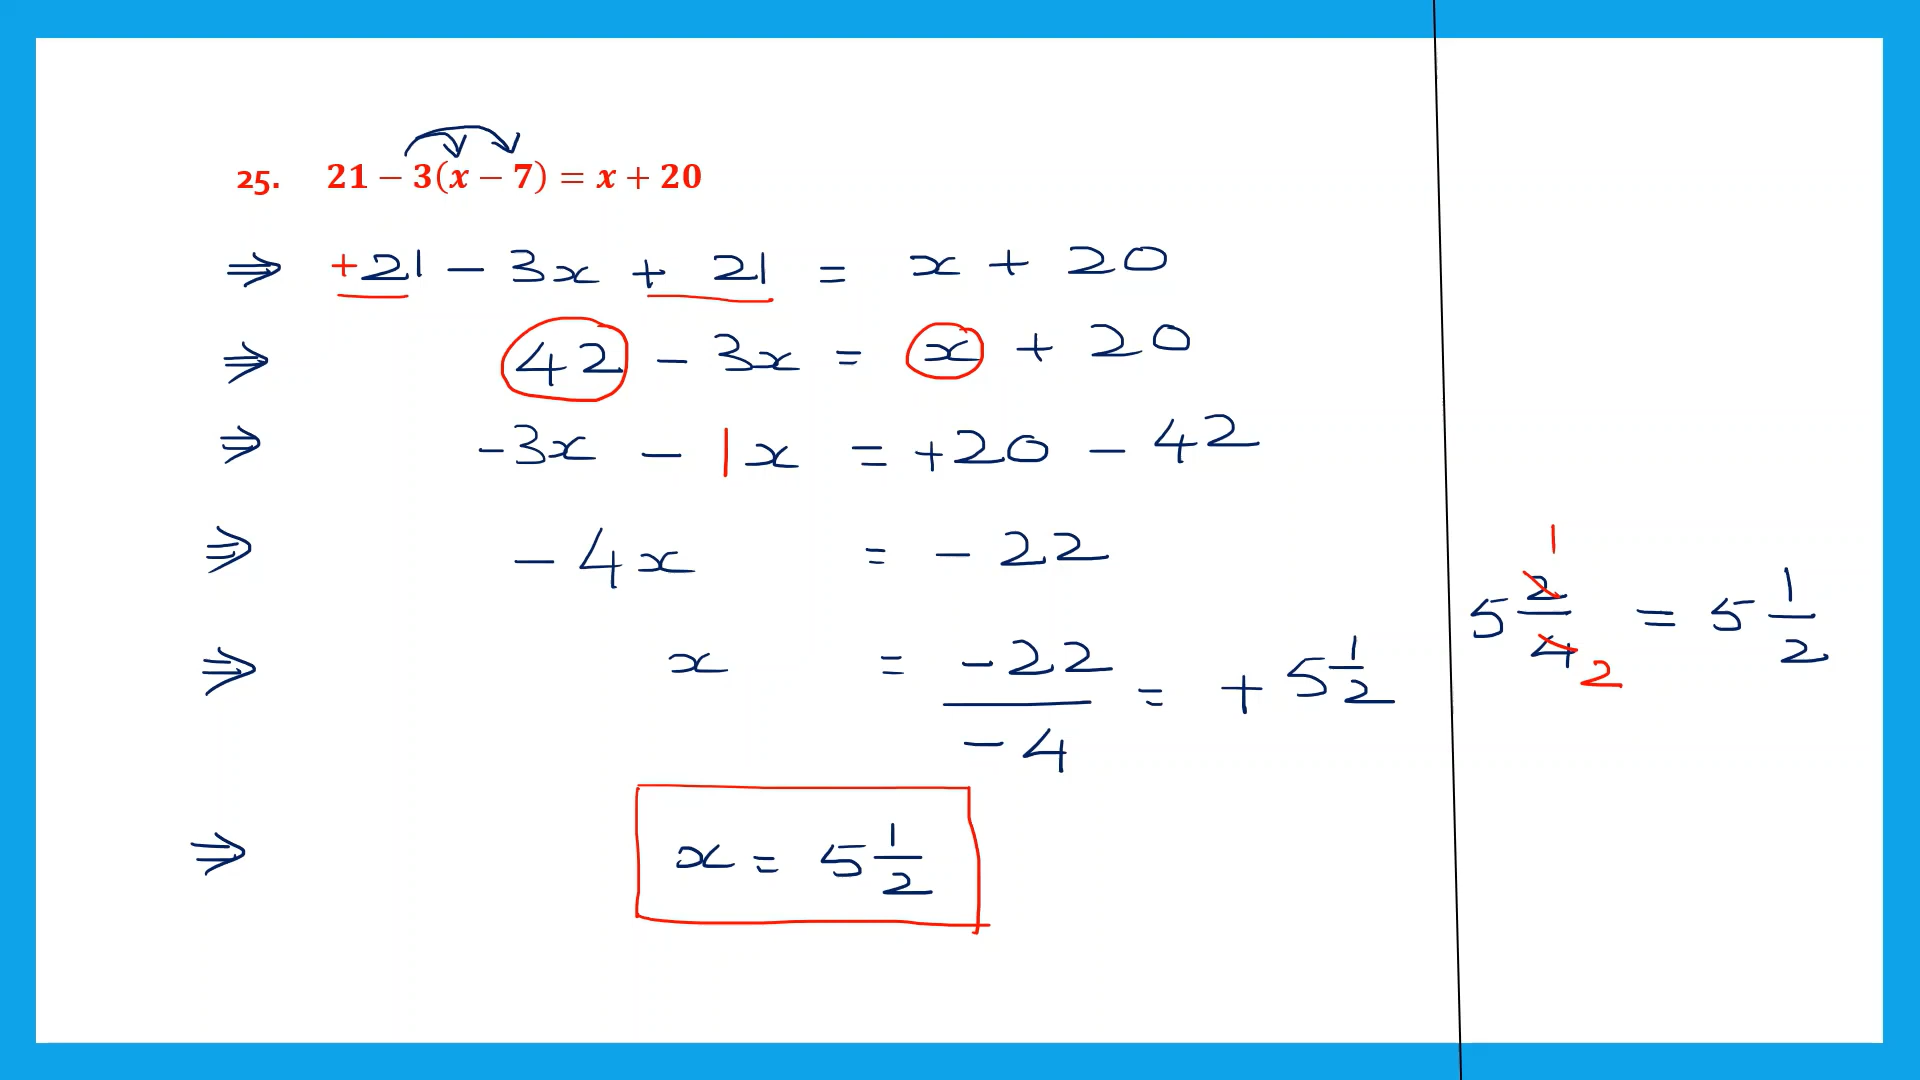 25. 21 − 3(x − 7) = x + 20
⇒ +21 − 3x + 21 = x + 20
⇒ 42 − 3x = x + 20
⇒ -3x − 1x = +20 − 42
⇒ − 4x = − 22
⇒ x = -22/-4 = + 5 1/2
5 2/4 1 2 = 5 1/2
⇒ x = 5 1/2